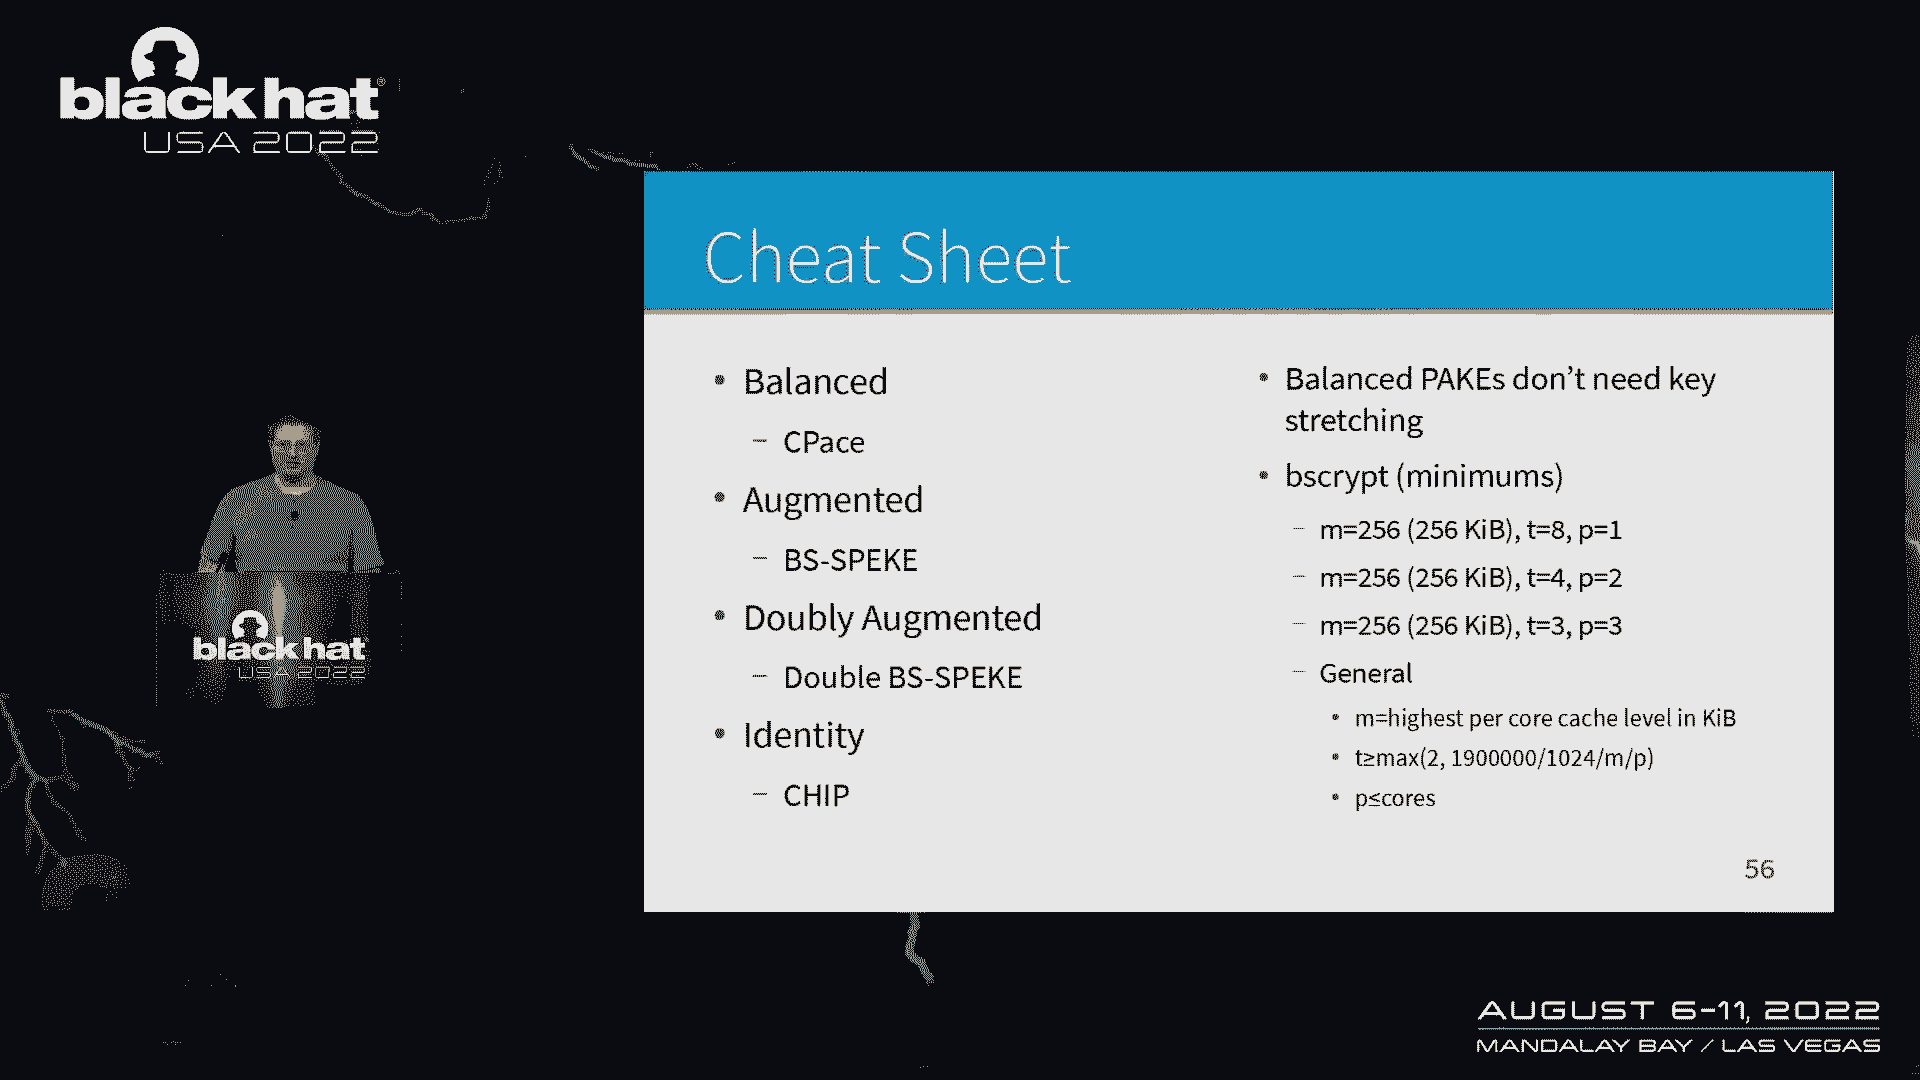 black hat®
USA 2022
Cheat Sheet
• Balanced
– CPace
• Augmented
– BS-SPEKE
• Doubly Augmented
– Double BS-SPEKE
• Identity
– CHIP
• Balanced PAKEs don’t need key
stretching
• bscrypt (minimums)
– m=256 (256 KiB), t=8, p=1
– m=256 (256 KiB), t=4, p=2
– m=256 (256 KiB), t=3, p=3
– General
• m=highest per core cache level in KiB
• t≥max(2, 1900000/1024/m/p)
• p≤cores
56
black hat
USA 2022
AUGUST 6-11, 2022
MANDALAY BAY / LAS VEGAS